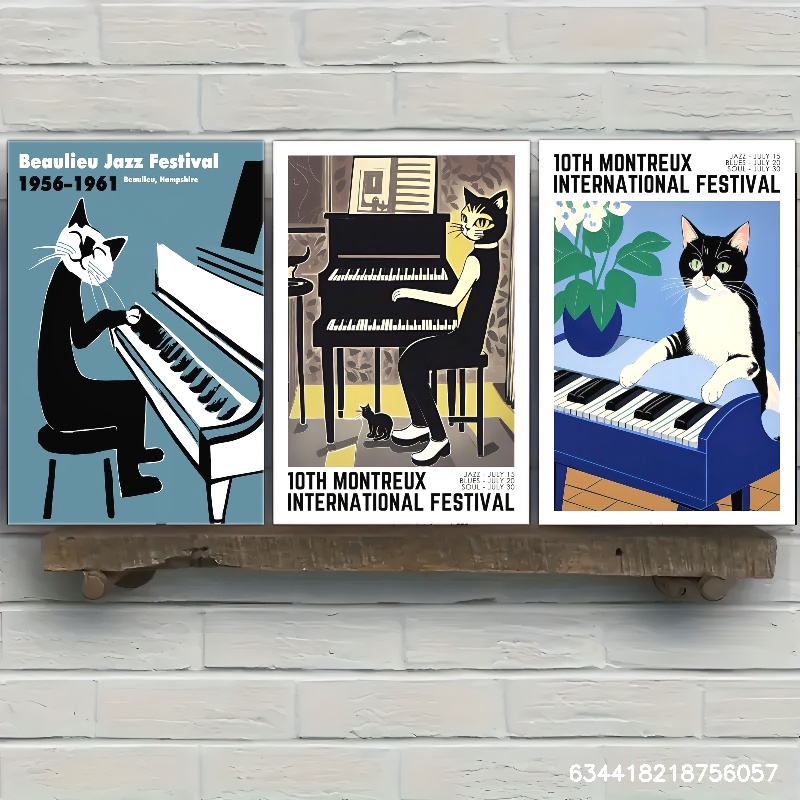 Beaulieu Jazz Festival
1956–1961 Beaulieu, Hampshire
10TH MONTREUX
INTERNATIONAL FESTIVAL
JAZZ - JULY 15
BLUES - JULY 20
SOUL - JULY 30
10TH MONTREUX
INTERNATIONAL FESTIVAL
JAZZ - JULY 15
BLUES - JULY 20
SOUL - JULY 30
634418218756057